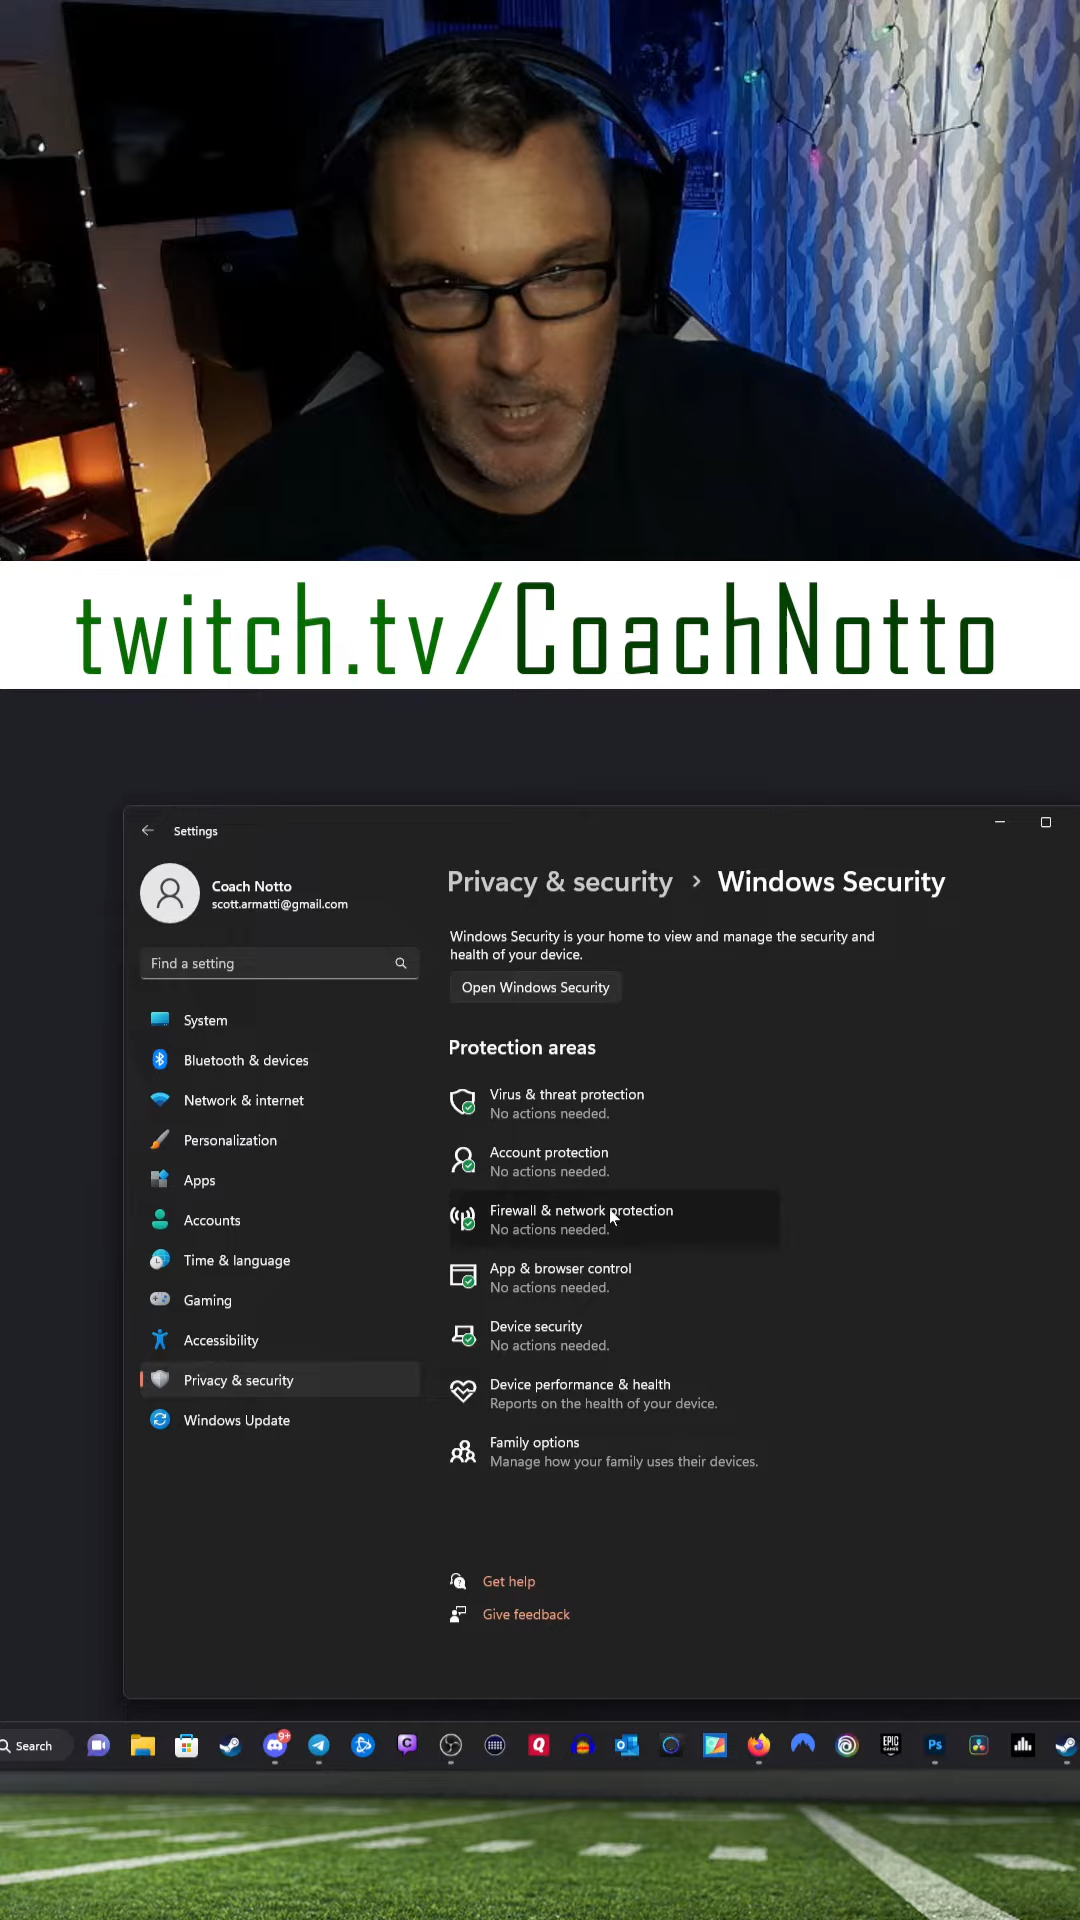 twitch.tv/CoachNotto
Settings
Coach Notto
scott.armatti@gmail.com
Find a setting
System
Bluetooth & devices
Network & internet
Personalization
Apps
Accounts
Time & language
Gaming
Accessibility
Privacy & security
Windows Update
Privacy & security > Windows Security
Windows Security is your home to view and manage the security and
health of your device.
Open Windows Security
Protection areas
Virus & threat protection
No actions needed.
Account protection
No actions needed.
Firewall & network protection
No actions needed.
App & browser control
No actions needed.
Device security
No actions needed.
Device performance & health
Reports on the health of your device.
Family options
Manage how your family uses their devices.
Get help
Give feedback
Search
9+
C
Q
EPIC
GAMES
Ps